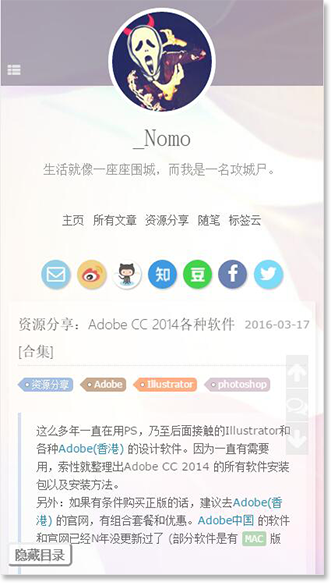 _Nomo
生活就像一座座围城，而我是一名攻城尸。
主页 所有文章 资源分享 随笔 标签云
知 豆 f
资源分享：Adobe CC 2014各种软件 2016-03-17
[合集]
资源分享 Adobe Illustrator photoshop
这么多年一直在用PS，乃至后面接触的Illustrator和
各种Adobe(香港) 的设计软件。因为一直有需要
用，索性就整理出Adobe CC 2014 的所有软件安装
包以及安装方法。
另外：如果有条件购买正版的话，建议去Adobe(香
港) 的官网，有组合套餐和优惠。Adobe中国 的软件
和官网已经N年没更新过了 (部分软件是有 MAC 版
隐藏目录